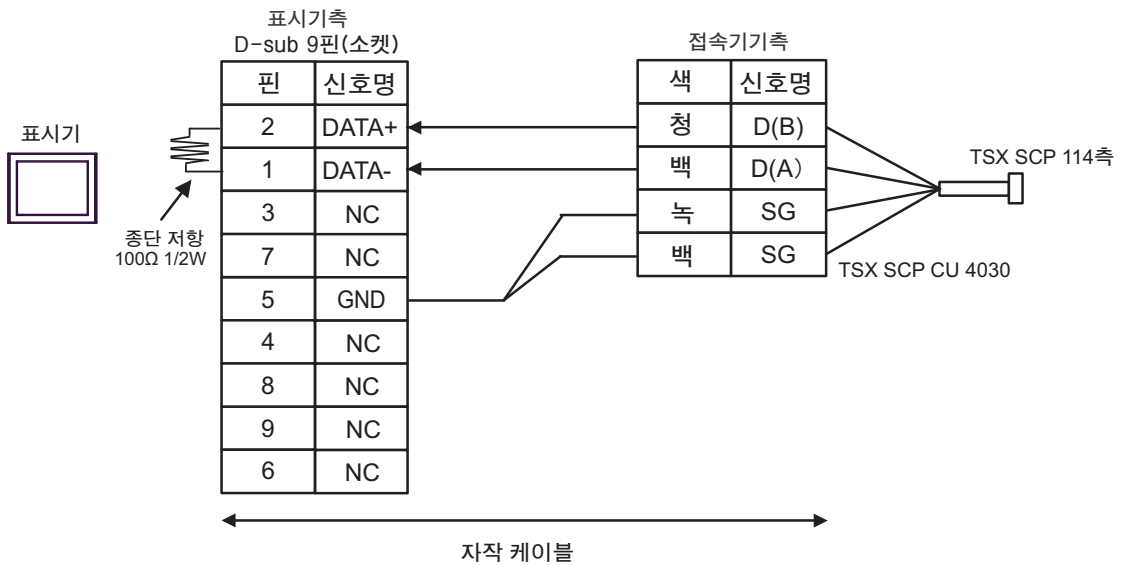 표시기측
D-sub 9핀(소켓)
핀 신호명
2 DATA+
1 DATA-
3 NC
7 NC
5 GND
4 NC
8 NC
9 NC
6 NC
표시기
종단 저항
100Ω 1/2W
접속기기측
색 신호명
청 D(B)
백 D(A)
녹 SG
백 SG
TSX SCP 114측
TSX SCP CU 4030
자작 케이블